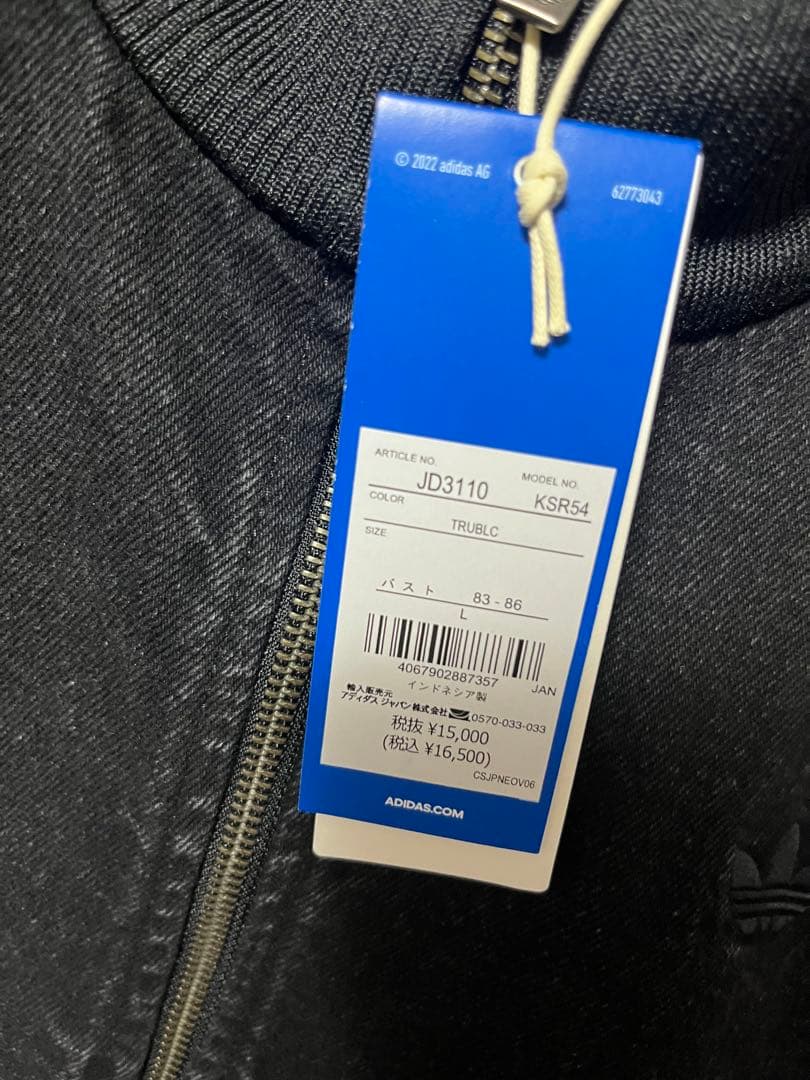 © 2022 adidas AG
62773043
ARTICLE NO. JD3110 MODEL NO. KSR54
COLOR TRUBLC
SIZE
バスト 83 - 86
L
4067902887357 JAN
インドネシア製
輸入販売元
アディダス ジャパン株式会社 0570-033-033
税抜 ¥15,000
(税込 ¥16,500)
CSJPNEOV06
ADIDAS.COM